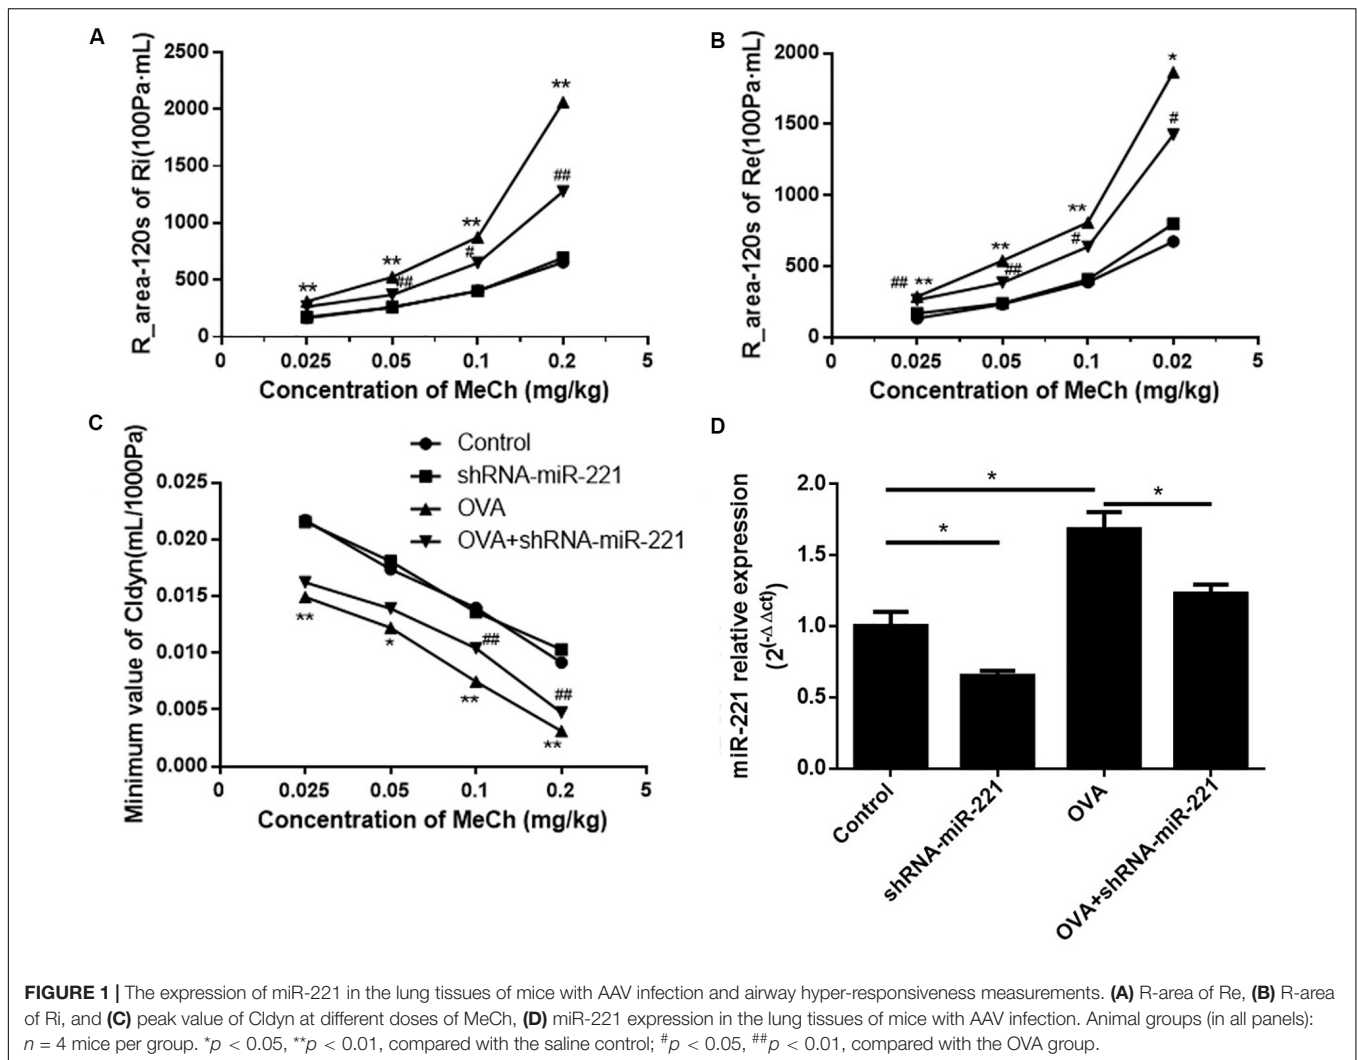 A
R_area-120s of Ri(100Pa·mL)
2500
2000
1500
1000
500
0
**
**
**
**
##
#
##
0 0.025 0.05 0.1 0.2 5
Concentration of MeCh (mg/kg)
B
R_area-120s of Re(100Pa·mL)
2000
1500
1000
500
0
## **
**
##
**
#
*
#
0 0.025 0.05 0.1 0.02 5
Concentration of MeCh (mg/kg)
C
Minimum value of Cldyn(mL/1000Pa)
Control
shRNA-miR-221
OVA
OVA+shRNA-miR-221
0.025
0.020
0.015
0.010
0.005
0.000
**
*
##
**
##
**
0 0.025 0.05 0.1 0.2 5
Concentration of MeCh (mg/kg)
D
miR-221 relative expression
(2(-Δ Δct))
2.0
1.5
1.0
0.5
0.0
*
*
*
Control
shRNA-miR-221
OVA
OVA+shRNA-miR-221
FIGURE 1 | The expression of miR-221 in the lung tissues of mice with AAV infection and airway hyper-responsiveness measurements. (A) R-area of Re, (B) R-area
of Ri, and (C) peak value of Cldyn at different doses of MeCh, (D) miR-221 expression in the lung tissues of mice with AAV infection. Animal groups (in all panels):
n = 4 mice per group. *p < 0.05, **p < 0.01, compared with the saline control; #p < 0.05, ##p < 0.01, compared with the OVA group.